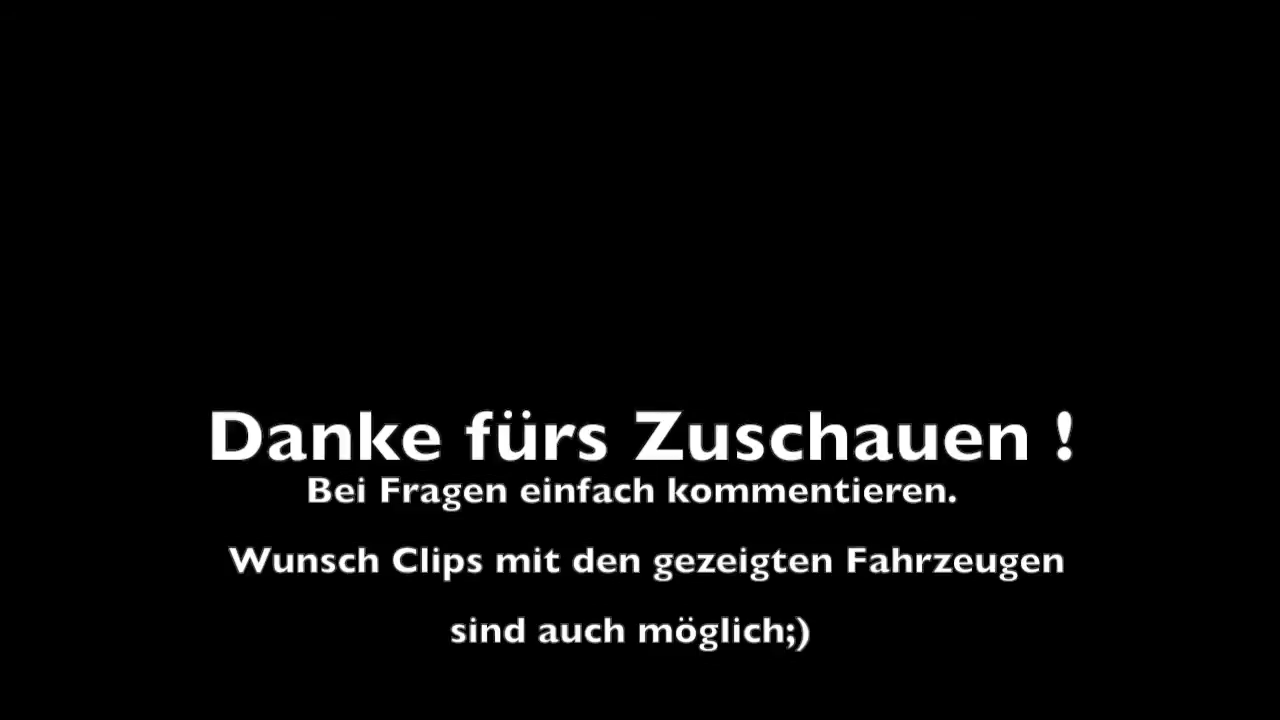 Danke fürs Zuschauen !
Bei Fragen einfach kommentieren.
Wunsch Clips mit den gezeigten Fahrzeugen
sind auch möglich;)